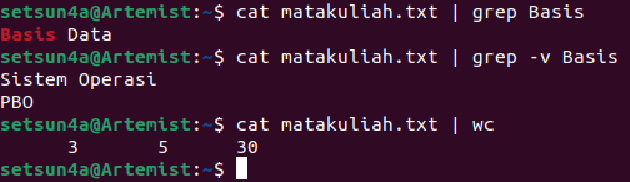 setsun4a@Artemist:~$ cat matakuliah.txt | grep Basis
Basis Data
setsun4a@Artemist:~$ cat matakuliah.txt | grep -v Basis
Sistem Operasi
PBO
setsun4a@Artemist:~$ cat matakuliah.txt | wc
      3       5      30
setsun4a@Artemist:~$